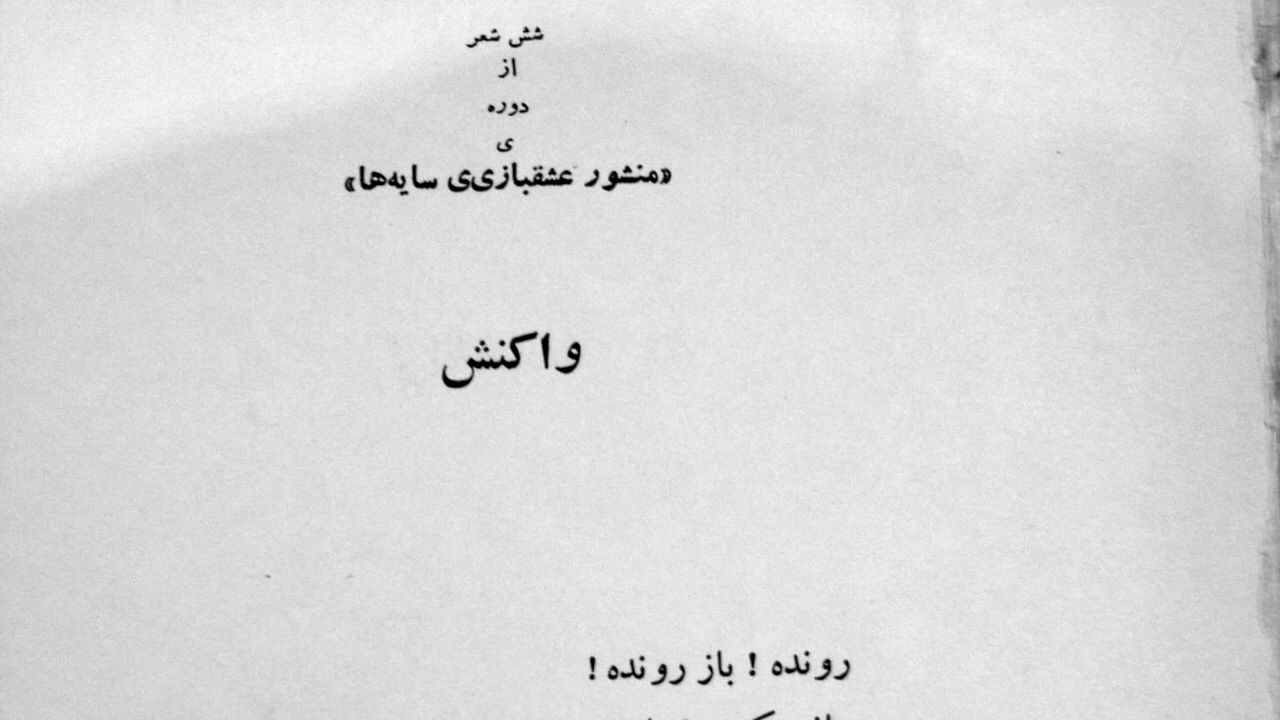 شش شعر
از
دوره
ی
«منشور عشقبازی‌ی سایه‌ها»
واکنش
رونده ! باز رونده !